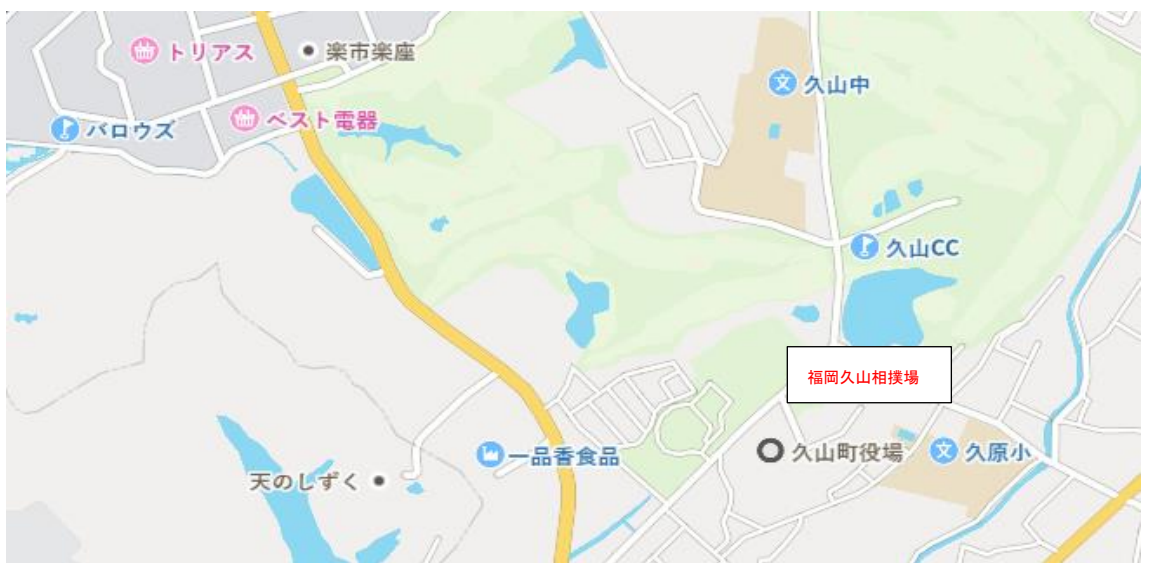 トリアス
楽市楽座
久山中
ベスト電器
バロウズ
久山CC
福岡久山相撲場
一品香食品
久山町役場
久原小
天のしずく